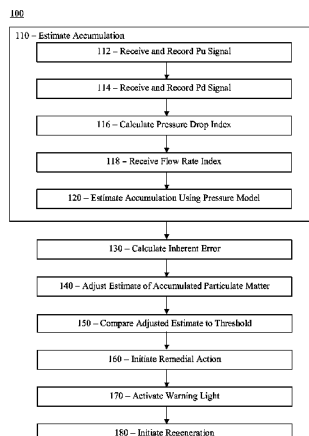 100
110 – Estimate Accumulation
112 – Receive and Record Pu Signal
114 – Receive and Record Pd Signal
116 – Calculate Pressure Drop Index
118 – Receive Flow Rate Index
120 – Estimate Accumulation Using Pressure Model
130 – Calculate Inherent Error
140 – Adjust Estimate of Accumulated Particulate Matter
150 – Compare Adjusted Estimate to Threshold
160 – Initiate Remedial Action
170 – Activate Warning Light
180 – Initiate Regeneration